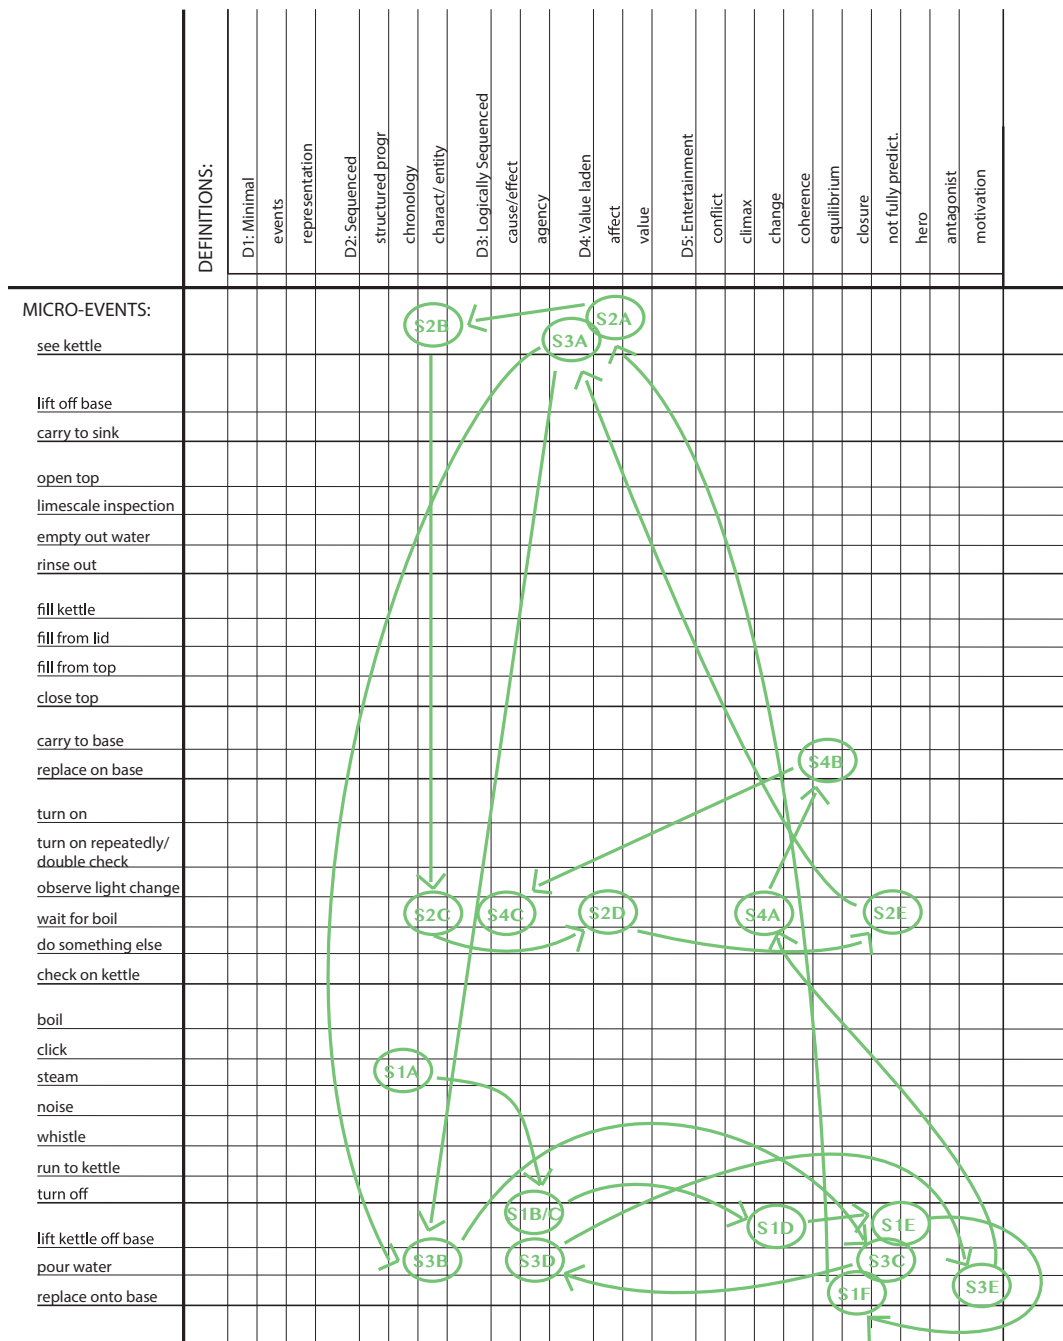 DEFINITIONS:
D1: Minimal
events
representation
D2: Sequenced
structured progr
chronology
charact/ entity
D3: Logically Sequenced
cause/effect
agency
D4: Value laden
affect
value
D5: Entertainment
conflict
climax
change
coherence
equilibrium
closure
not fully predict.
hero
antagonist
motivation
MICRO-EVENTS:
S2B
S2A
S3A
see kettle
lift off base
carry to sink
open top
limescale inspection
empty out water
rinse out
fill kettle
fill from lid
fill from top
close top
carry to base
replace on base
S4B
turn on
turn on repeatedly/
double check
observe light change
wait for boil
S2C
S4C
S2D
S4A
S2E
do something else
check on kettle
boil
click
steam
S1A
noise
whistle
run to kettle
turn off
S1B/C
S1D
S1E
lift kettle off base
pour water
S3B
S3D
S3C
S3E
replace onto base
S1F